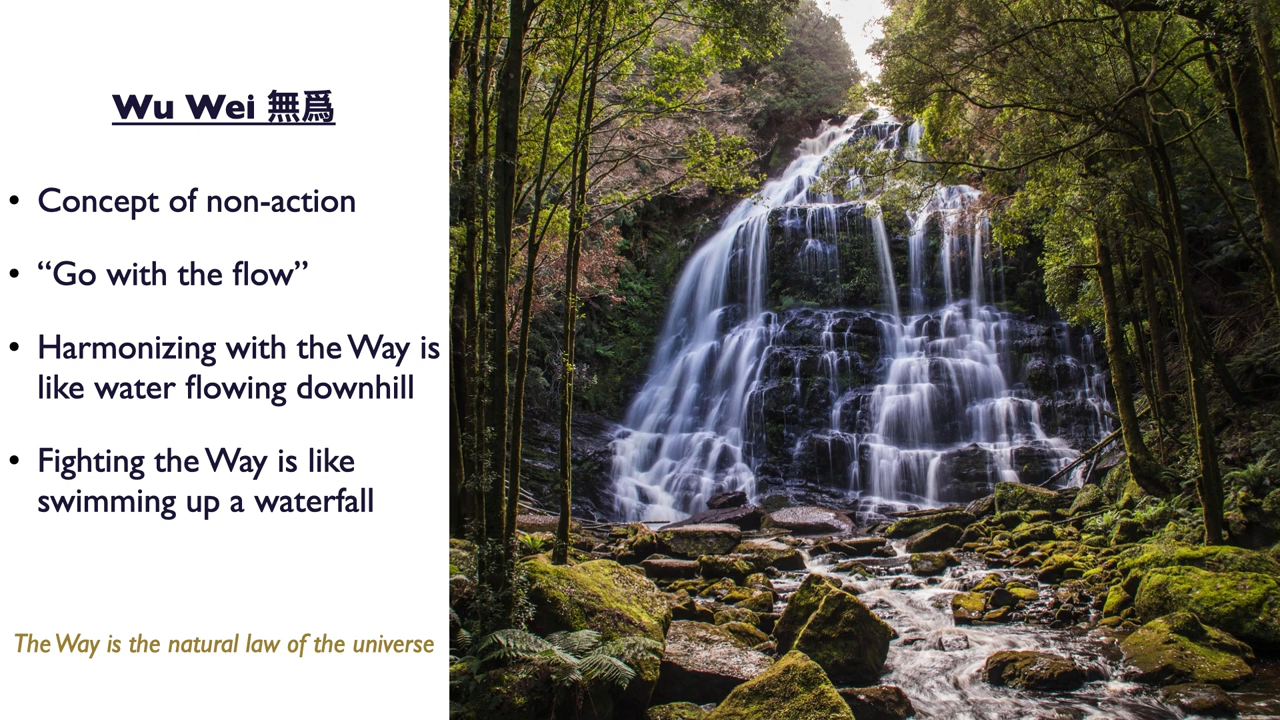 Wu Wei 無爲
• Concept of non-action
• “Go with the flow”
• Harmonizing with the Way is
like water flowing downhill
• Fighting the Way is like
swimming up a waterfall
The Way is the natural law of the universe